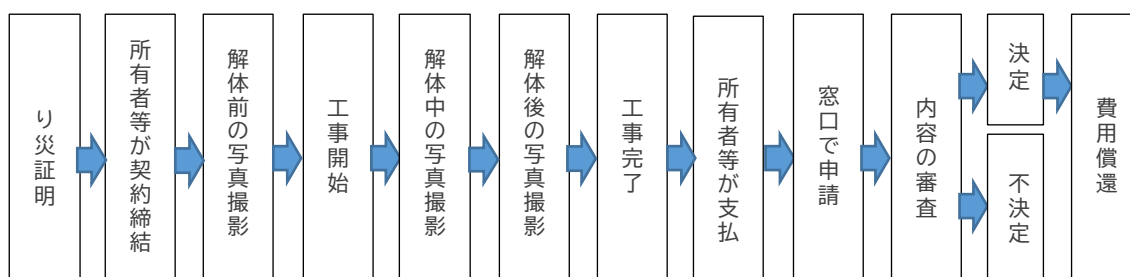 り災証明
所有者等が契約締結
解体前の写真撮影
工事開始
解体中の写真撮影
解体後の写真撮影
工事完了
所有者等が支払
窓口で申請
内容の審査
決定
不決定
費用償還